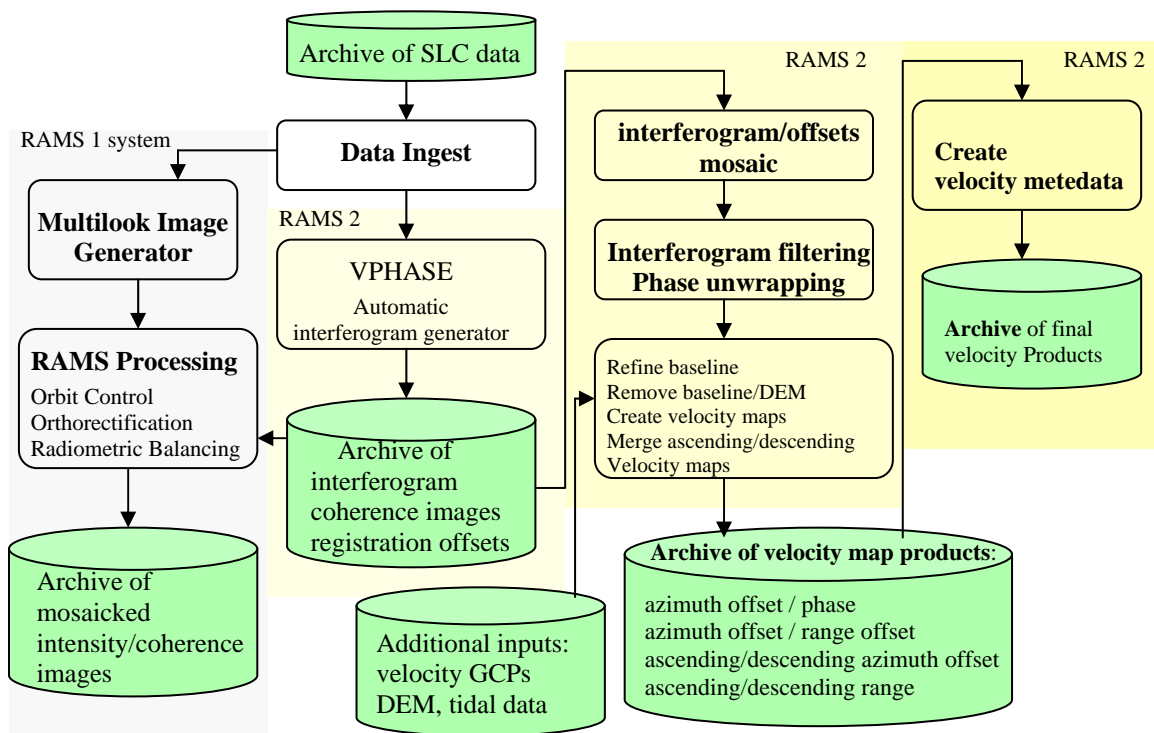 Archive of SLC data
Data Ingest
RAMS 1 system
Multilook Image
Generator
RAMS Processing
Orbit Control
Orthorectification
Radiometric Balancing
Archive of
mosaicked
intensity/coherence
images
RAMS 2
VPHASE
Automatic
interferogram generator
Archive of
interferogram
coherence images
registration offsets
Additional inputs:
velocity GCPs
DEM, tidal data
RAMS 2
interferogram/offsets
mosaic
Interferogram filtering
Phase unwrapping
Refine baseline
Remove baseline/DEM
Create velocity maps
Merge ascending/descending
Velocity maps
Archive of velocity map products:
azimuth offset / phase
azimuth offset / range offset
ascending/descending azimuth offset
ascending/descending range
RAMS 2
Create
velocity metedata
Archive of final
velocity Products